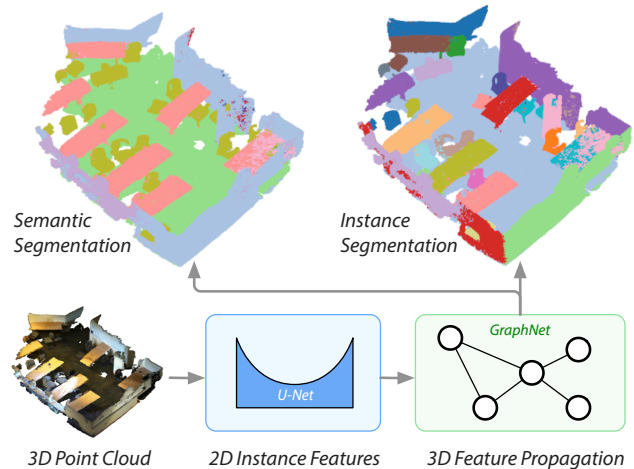 Semantic
Segmentation
Instance
Segmentation
GraphNet
U-Net
3D Point Cloud
2D Instance Features
3D Feature Propagation